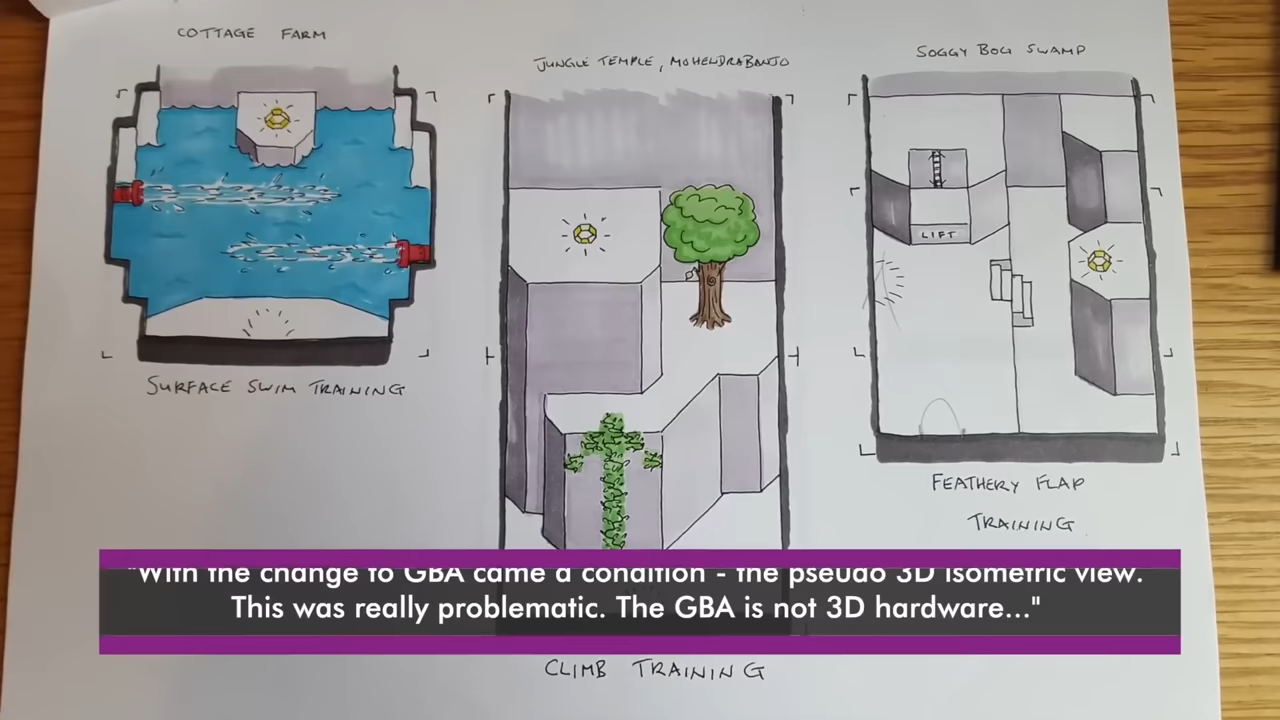 COTTAGE FARM
SURFACE SWIM TRAINING
JUNGLE TEMPLE, MOHENDRABANJO
CLIMB TRAINING
SOGGY BOG SWAMP
LIFT
FEATHERY FLAP
TRAINING
"With the change to GBA came a condition - the pseudo 3D isometric view.
This was really problematic. The GBA is not 3D hardware..."